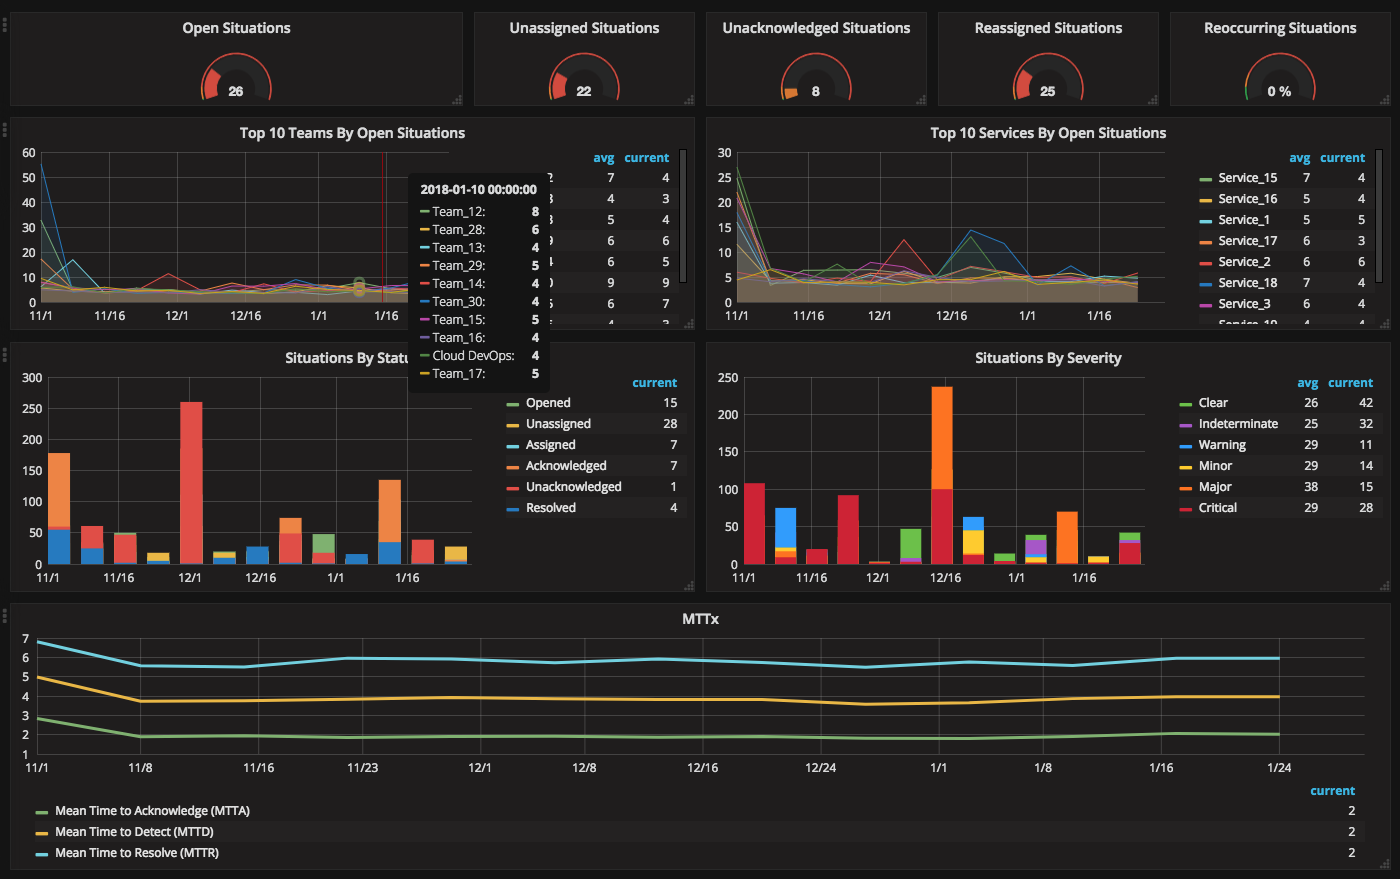 Open Situations
26
Unassigned Situations
22
Unacknowledged Situations
8
Reassigned Situations
25
Reoccurring Situations
0 %
Top 10 Teams By Open Situations
60
50
40
30
20
10
0
11/1 11/16 12/1 12/16 1/1 1/16
avg current
7 4
4 3
5 4
6 6
6 5
9 9
6 7
2018-01-10 00:00:00
Team_12: 8
Team_28: 6
Team_13: 4
Team_29: 5
Team_14: 4
Team_30: 4
Team_15: 5
Team_16: 4
Cloud DevOps: 4
Team_17: 5
Top 10 Services By Open Situations
30
25
20
15
10
5
0
11/1 11/16 12/1 12/16 1/1 1/16
avg current
Service_15 7 4
Service_16 5 4
Service_1 5 5
Service_17 6 3
Service_2 6 6
Service_18 7 4
Service_3 6 4
Situations By Statu
300
250
200
150
100
50
0
11/1 11/16 12/1 12/16 1/1 1/16
current
Opened 15
Unassigned 28
Assigned 7
Acknowledged 7
Unacknowledged 1
Resolved 4
Situations By Severity
250
200
150
100
50
0
11/1 11/16 12/1 12/16 1/1 1/16
avg current
Clear 26 42
Indeterminate 25 32
Warning 29 11
Minor 29 14
Major 38 15
Critical 29 28
MTTx
7
6
5
4
3
2
1
11/1 11/8 11/16 11/23 12/1 12/8 12/16 12/24 1/1 1/8 1/16 1/24
current
Mean Time to Acknowledge (MTTA) 2
Mean Time to Detect (MTTD) 2
Mean Time to Resolve (MTTR) 2